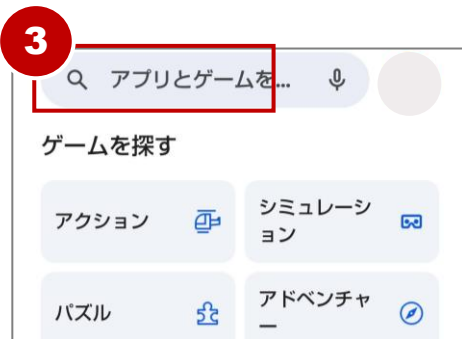 3
アプリとゲームを...
ゲームを探す
アクション
シミュレーシ
ョン
パズル
アドベンチャ
ー